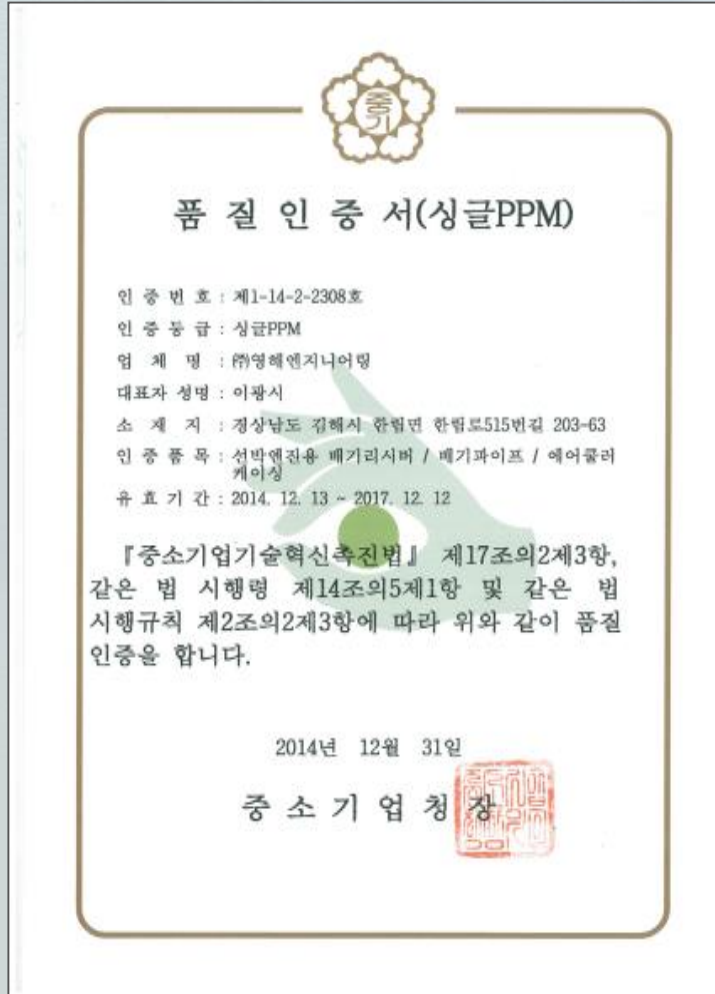 중기
품 질 인 증 서(싱글PPM)
인 증 번 호 : 제1-14-2-2308호
인 증 등 급 : 싱글PPM
업 체 명 : ㈜영해엔지니어링
대표자 성명 : 이광시
소 재 지 : 경상남도 김해시 한림면 한림로515번길 203-63
인 증 품 목 : 선박엔진용 배기리시버 / 배기파이프 / 에어쿨러
케이싱
유 효 기 간 : 2014. 12. 13 ~ 2017. 12. 12
『중소기업기술혁신촉진법』 제17조의2제3항,
같은 법 시행령 제14조의5제1항 및 같은 법
시행규칙 제2조의2제3항에 따라 위와 같이 품질
인증을 합니다.
2014년 12월 31일
중 소 기 업 청 장